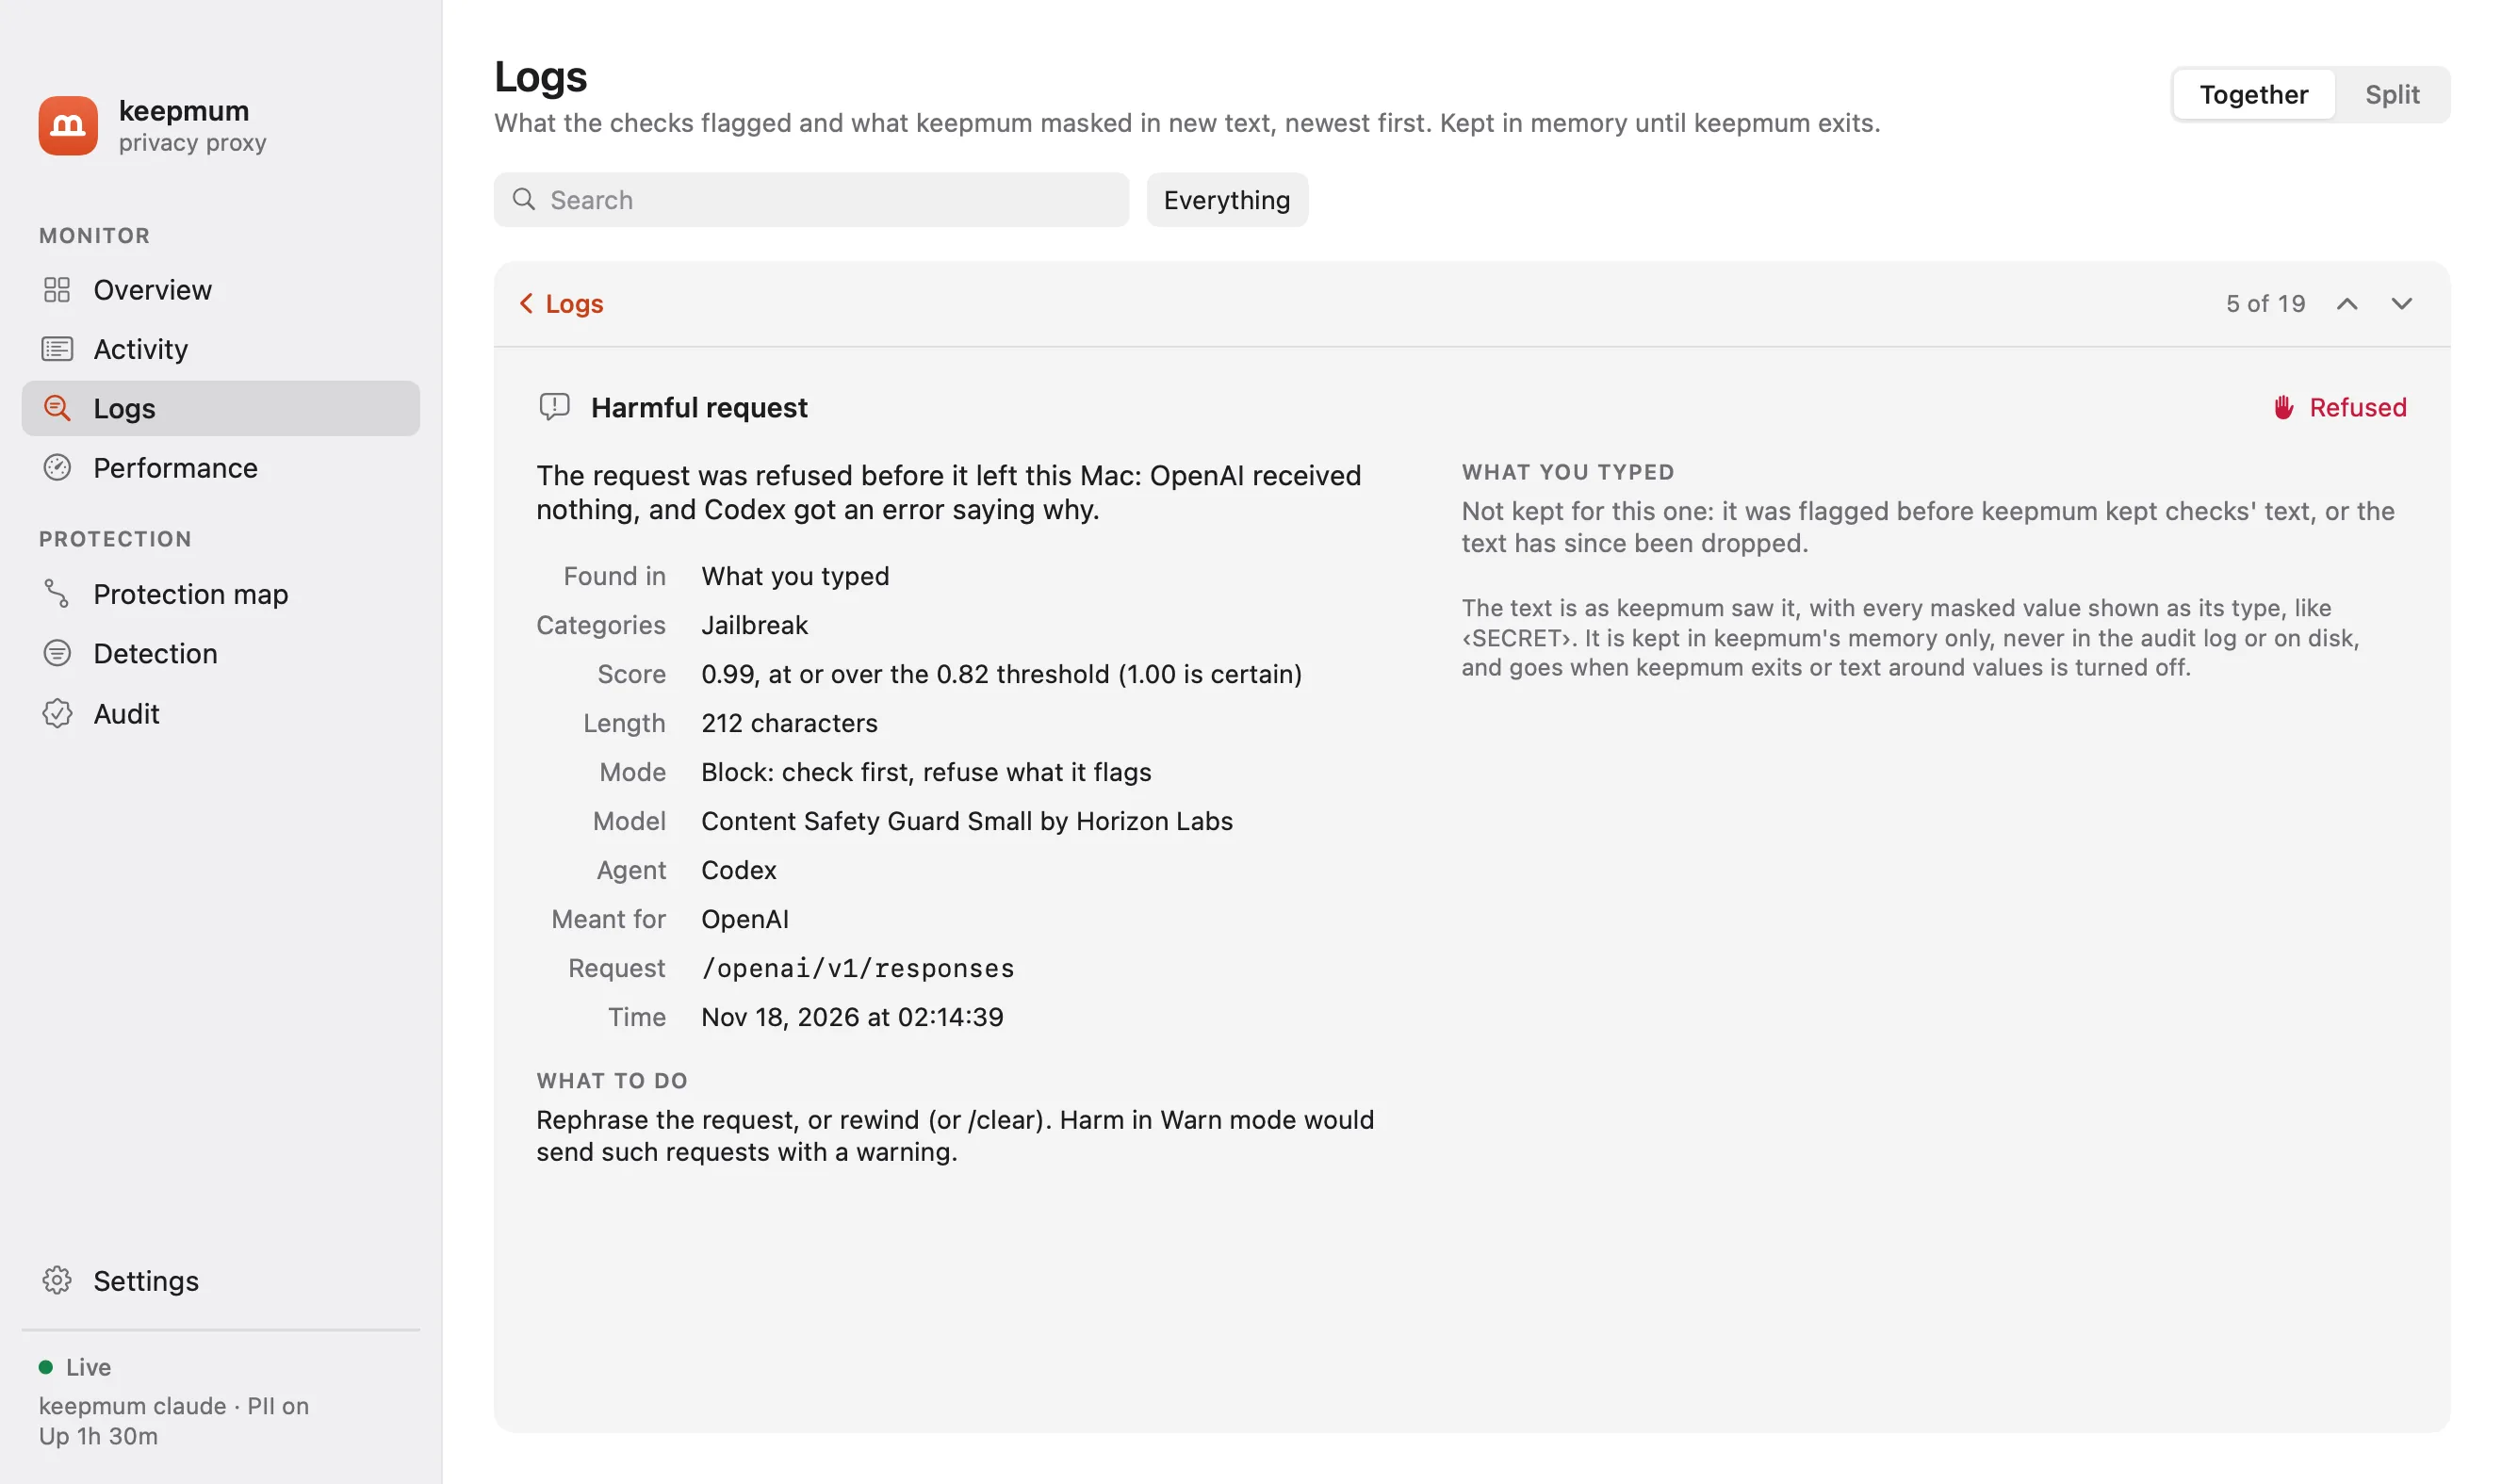 keepmum
privacy proxy
MONITOR
Overview
Activity
Logs
Performance
PROTECTION
Protection map
Detection
Audit
Settings
Live
keepmum claude · PII on
Up 1h 30m
Logs
What the checks flagged and what keepmum masked in new text, newest first. Kept in memory until keepmum exits.
Together
Split
Search
Everything
Logs
5 of 19
Harmful request
Refused
The request was refused before it left this Mac: OpenAI received
nothing, and Codex got an error saying why.
Found in What you typed
Categories Jailbreak
Score 0.99, at or over the 0.82 threshold (1.00 is certain)
Length 212 characters
Mode Block: check first, refuse what it flags
Model Content Safety Guard Small by Horizon Labs
Agent Codex
Meant for OpenAI
Request /openai/v1/responses
Time Nov 18, 2026 at 02:14:39
WHAT TO DO
Rephrase the request, or rewind (or /clear). Harm in Warn mode would
send such requests with a warning.
WHAT YOU TYPED
Not kept for this one: it was flagged before keepmum kept checks' text, or the
text has since been dropped.
The text is as keepmum saw it, with every masked value shown as its type, like
‹SECRET›. It is kept in keepmum's memory only, never in the audit log or on disk,
and goes when keepmum exits or text around values is turned off.